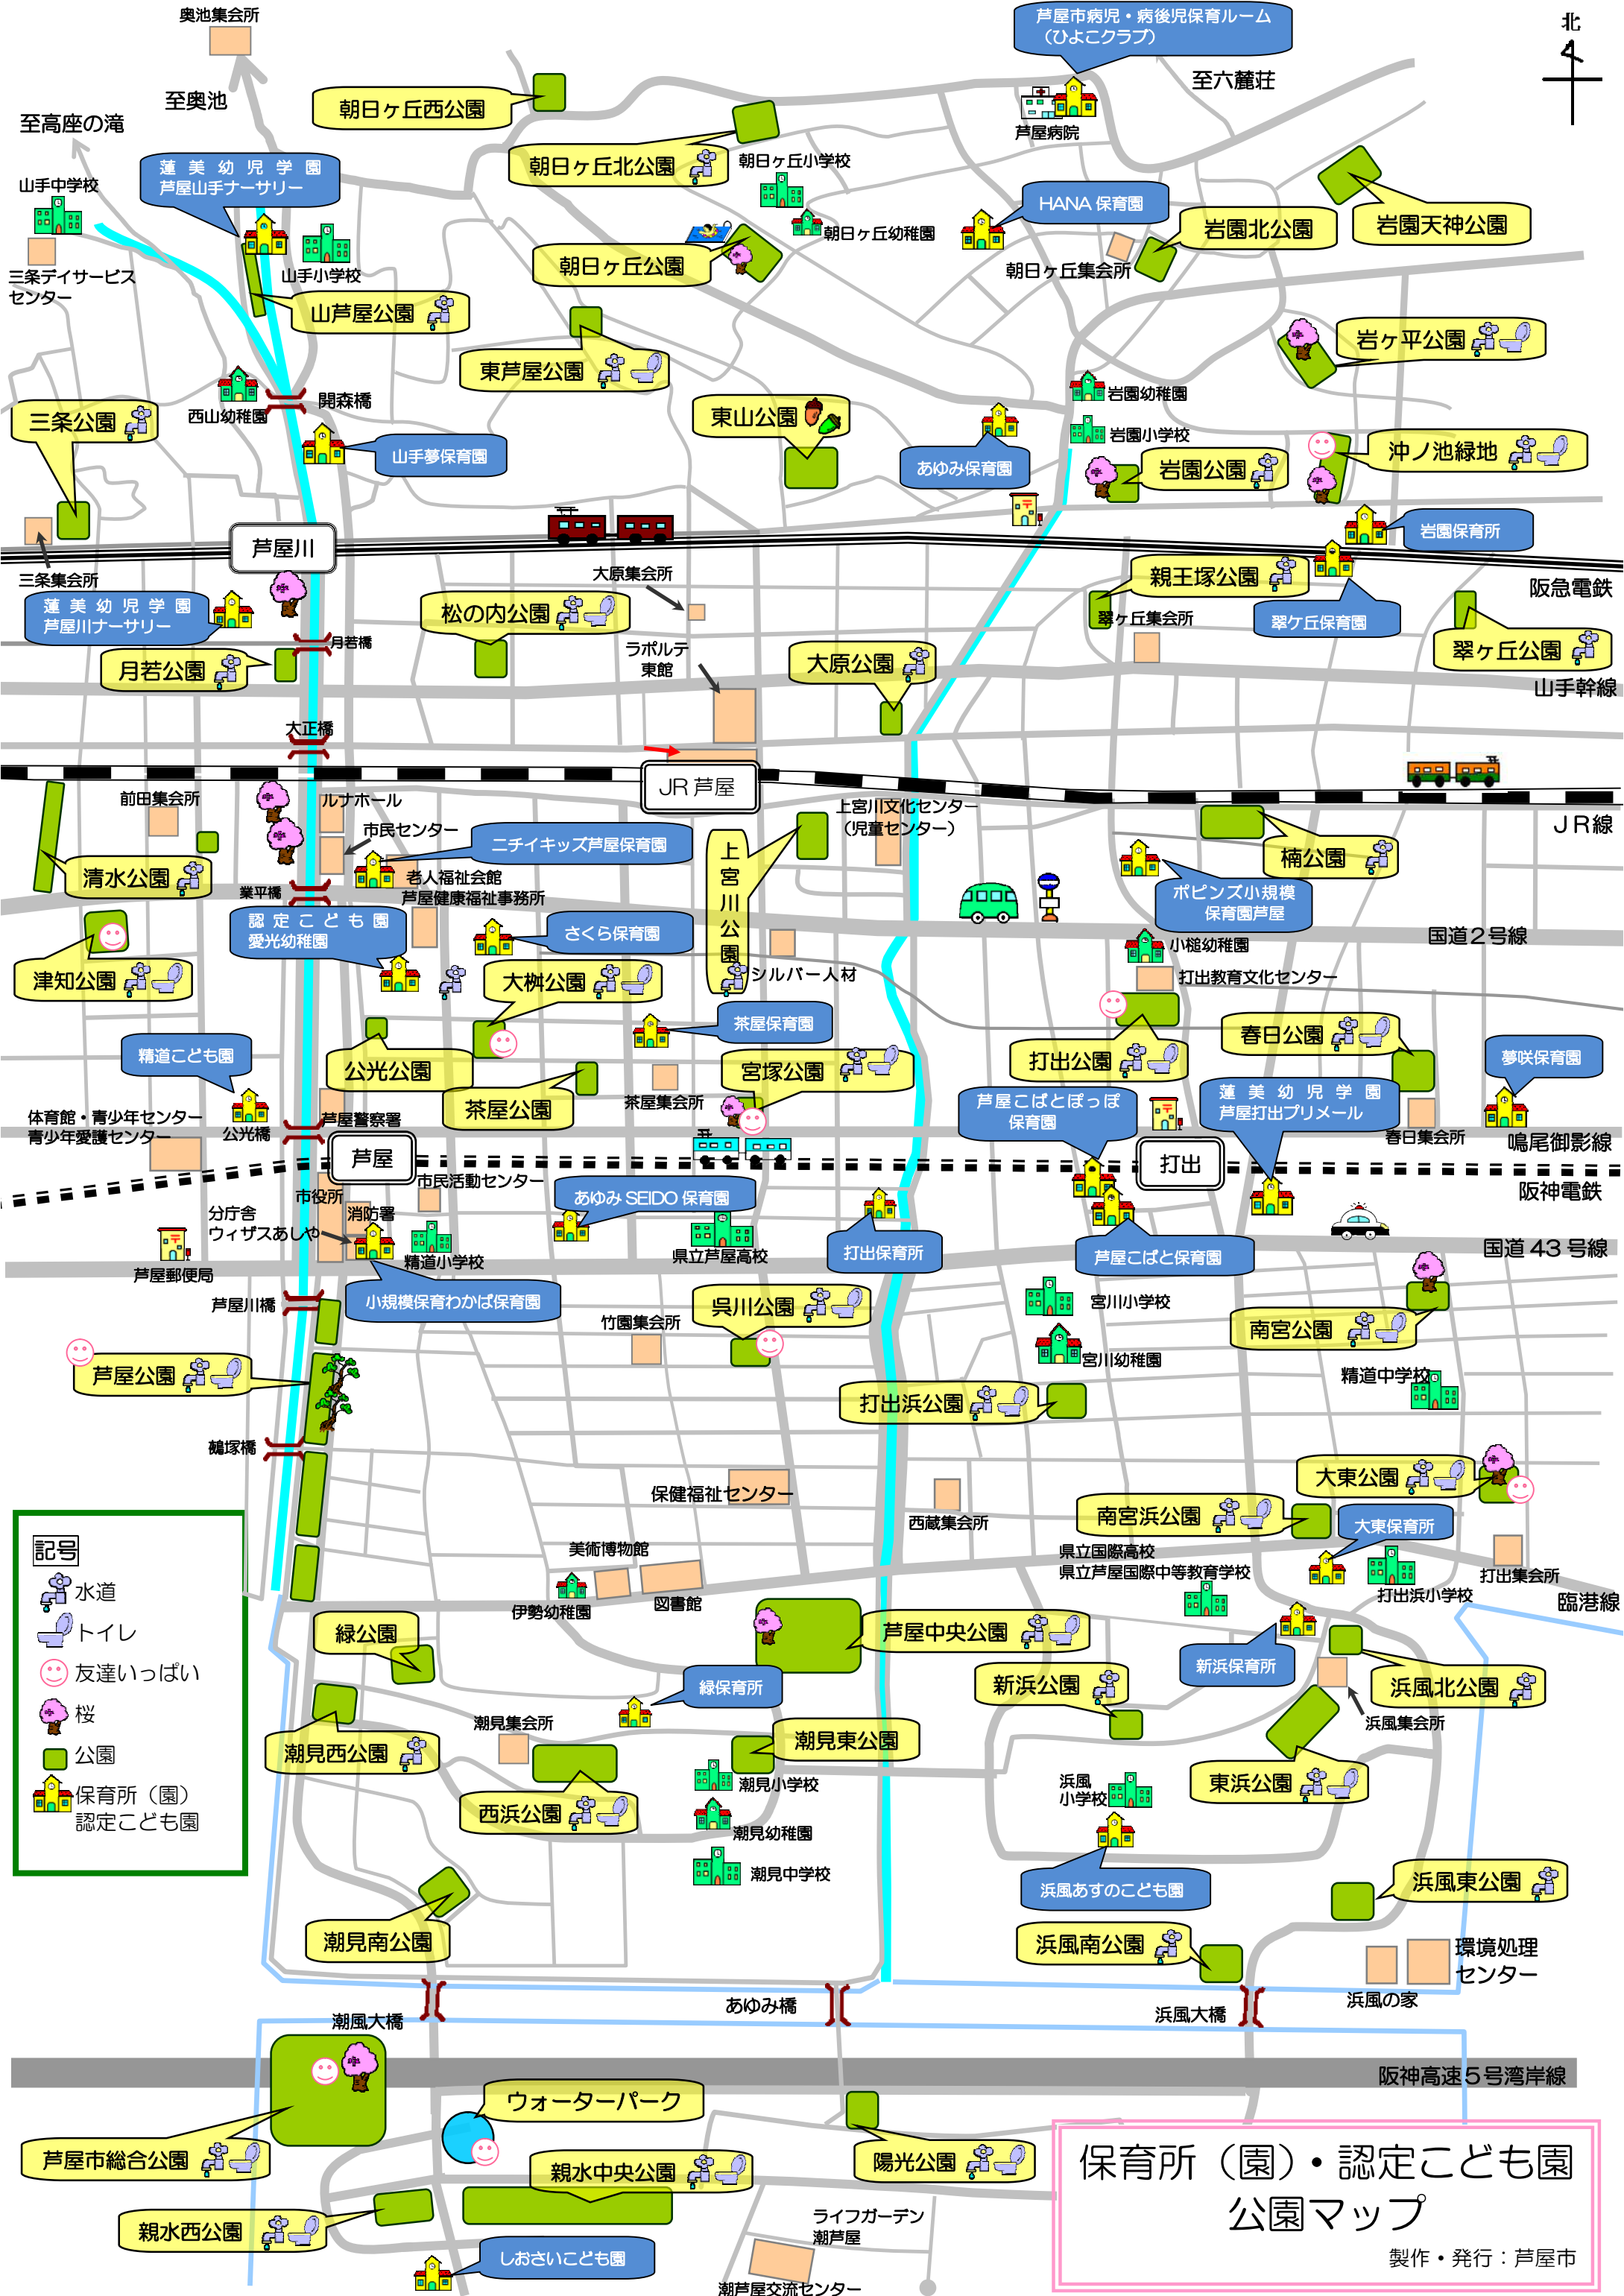 奥池集会所
芦屋市病児・病後児保育ルーム
（ひよこクラブ）
北
至奥池
至六麓荘
朝日ヶ丘西公園
至高座の滝
芦屋病院
蓮美幼児学園
芦屋山手ナーサリー
朝日ヶ丘北公園
朝日ヶ丘小学校
山手中学校
HANA 保育園
岩園北公園
岩園天神公園
朝日ヶ丘幼稚園
三条デイサービス
センター
山手小学校
朝日ヶ丘公園
朝日ヶ丘集会所
山芦屋公園
岩ヶ平公園
東芦屋公園
西山幼稚園
開森橋
岩園幼稚園
三条公園
東山公園
岩園小学校
山手夢保育園
あゆみ保育園
岩園公園
沖ノ池緑地
芦屋川
岩園保育所
三条集会所
大原集会所
親王塚公園
阪急電鉄
蓮美幼児学園
芦屋川ナーサリー
松の内公園
翠ヶ丘集会所
翠ケ丘保育園
月若橋
ラポルテ
東館
翠ヶ丘公園
月若公園
大原公園
山手幹線
大正橋
JR 芦屋
前田集会所
ルナホール
上宮川文化センター
（児童センター）
ＪＲ線
市民センター
ニチイキッズ芦屋保育園
上宮川公園
楠公園
清水公園
老人福祉会館
業平橋
芦屋健康福祉事務所
ポピンズ小規模
保育園芦屋
認定こども園
愛光幼稚園
さくら保育園
国道２号線
小槌幼稚園
津知公園
大桝公園
シルバー人材
打出教育文化センター
茶屋保育園
春日公園
精道こども園
公光公園
宮塚公園
打出公園
夢咲保育園
茶屋公園
茶屋集会所
芦屋こばとぽっぽ
保育園
蓮美幼児学園
芦屋打出プリメール
体育館・青少年センター
青少年愛護センター
公光橋
芦屋警察署
春日集会所
鳴尾御影線
芦屋
打出
市民活動センター
阪神電鉄
市役所
あゆみ SEIDO 保育園
分庁舎
ウィザスあしや
消防署
芦屋郵便局
精道小学校
県立芦屋高校
打出保育所
芦屋こばと保育園
国道 43 号線
芦屋川橋
小規模保育わかば保育園
呉川公園
宮川小学校
竹園集会所
南宮公園
芦屋公園
宮川幼稚園
精道中学校
打出浜公園
鵺塚橋
大東公園
保健福祉センター
南宮浜公園
西蔵集会所
大東保育所
記号
美術博物館
県立国際高校
県立芦屋国際中等教育学校
打出集会所
水道
打出浜小学校
伊勢幼稚園
図書館
臨港線
トイレ
緑公園
芦屋中央公園
友達いっぱい
緑保育所
新浜公園
新浜保育所
浜風北公園
桜
潮見集会所
浜風集会所
公園
潮見西公園
潮見東公園
保育所（園）
認定こども園
潮見小学校
浜風
小学校
東浜公園
西浜公園
潮見幼稚園
潮見中学校
浜風あすのこども園
浜風東公園
潮見南公園
浜風南公園
環境処理
センター
浜風の家
あゆみ橋
浜風大橋
潮風大橋
阪神高速５号湾岸線
ウォーターパーク
芦屋市総合公園
親水中央公園
陽光公園
保育所（園）・認定こども園
公園マップ
親水西公園
ライフガーデン
潮芦屋
しおさいこども園
製作・発行：芦屋市
潮芦屋交流センター